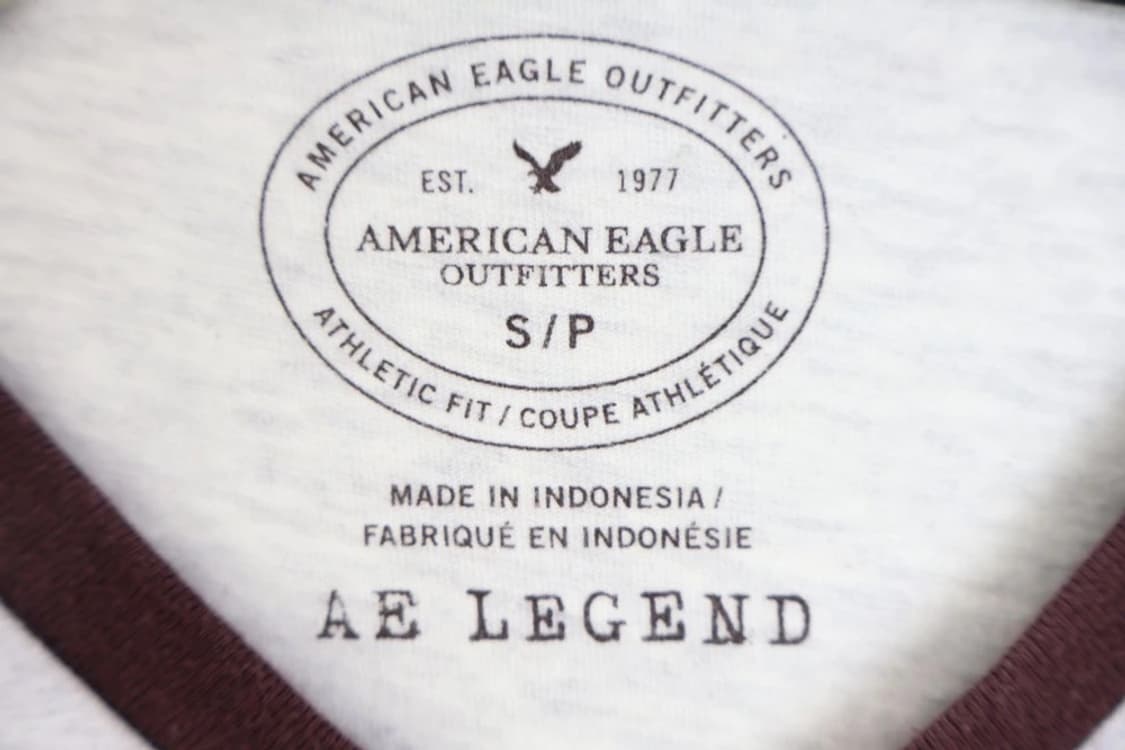 AMERICAN EAGLE OUTFITTERS
EST. 1977
AMERICAN EAGLE
OUTFITTERS
S/P
ATHLETIC FIT / COUPE ATHLÉTIQUE
MADE IN INDONESIA /
FABRIQUÉ EN INDONÉSIE
AE LEGEND